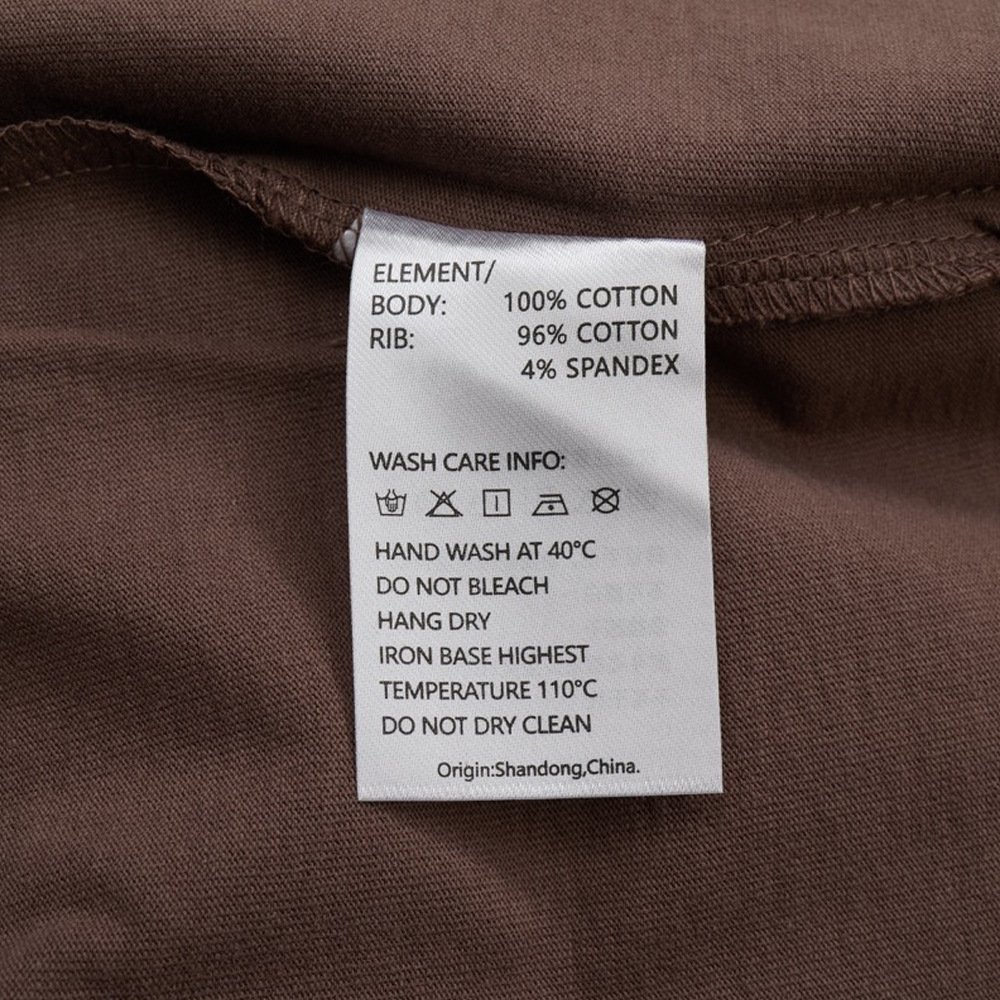 ELEMENT/
BODY: 100% COTTON
RIB: 96% COTTON
4% SPANDEX
WASH CARE INFO:
HAND WASH AT 40°C
DO NOT BLEACH
HANG DRY
IRON BASE HIGHEST
TEMPERATURE 110°C
DO NOT DRY CLEAN
Origin:Shandong,China.